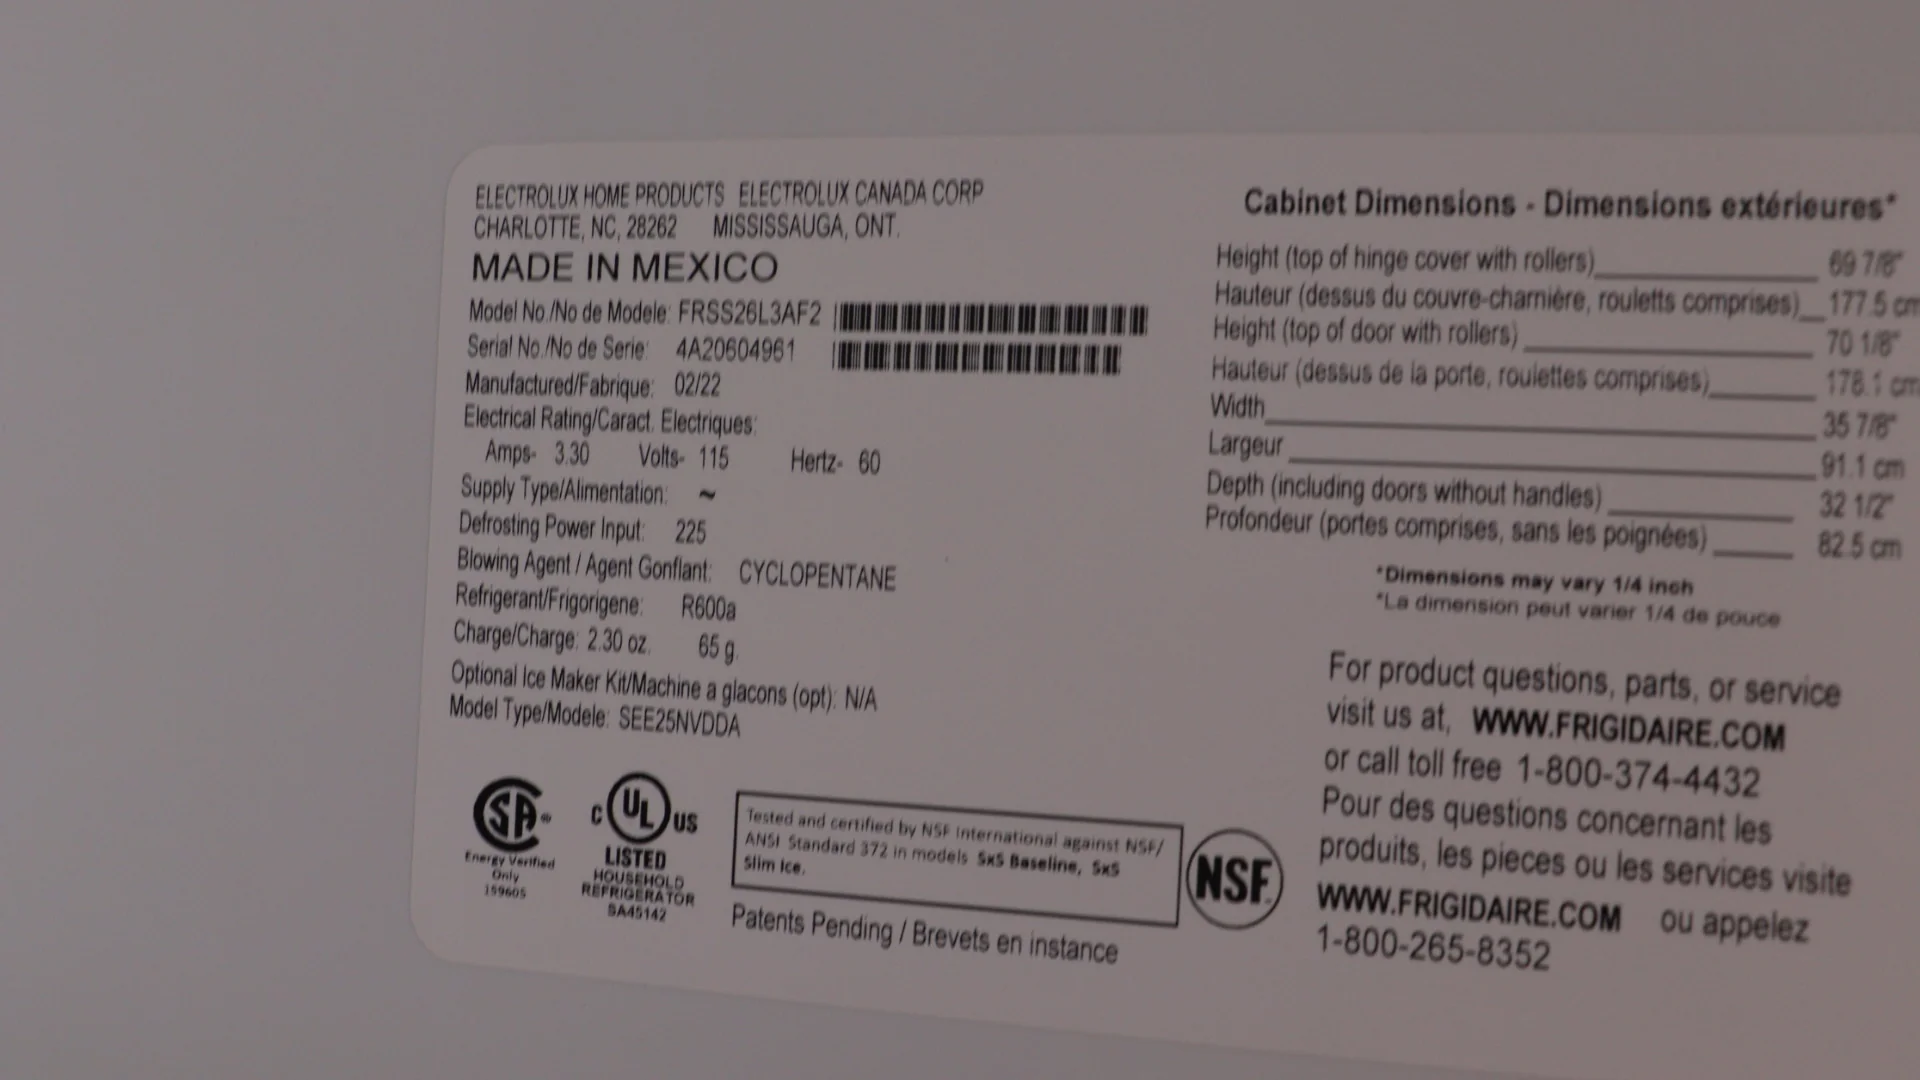 ELECTROLUX HOME PRODUCTS ELECTROLUX CANADA CORP
CHARLOTTE, NC, 28262 MISSISSAUGA, ONT.
MADE IN MEXICO
Model No./No de Modele: FRSS26L3AF2
Serial No./No de Serie: 4A20604961
Manufactured/Fabrique: 02/22
Electrical Rating/Caract. Electriques:
Amps- 3.30 Volts- 115 Hertz- 60
Supply Type/Alimentation: ~
Defrosting Power Input: 225
Blowing Agent / Agent Gonflant: CYCLOPENTANE
Refrigerant/Frigorigene: R600a
Charge/Charge: 2.30 oz. 65 g.
Optional Ice Maker Kit/Machine a glacons (opt): N/A
Model Type/Modele: SEE25NVDDA
SA
Energy Verified
Only
159605
C UL US
LISTED
HOUSEHOLD
REFRIGERATOR
SA45142
Tested and certified by NSF International against NSF/
ANSI Standard 372 in models 5x5 Baseline, 5x5
Slim Ice.
NSF
Patents Pending / Brevets en instance
Cabinet Dimensions - Dimensions extérieures*
Height (top of hinge cover with rollers) 69 7/8"
Hauteur (dessus du couvre-charnière, rouletts comprises) 177.5 cm
Height (top of door with rollers) 70 1/8"
Hauteur (dessus de la porte, roulettes comprises) 178.1 cm
Width 35 7/8"
Largeur 91.1 cm
Depth (including doors without handles) 32 1/2"
Profondeur (portes comprises, sans les poignées) 82.5 cm
*Dimensions may vary 1/4 inch
*La dimension peut varier 1/4 de pouce
For product questions, parts, or service
visit us at, WWW.FRIGIDAIRE.COM
or call toll free 1-800-374-4432
Pour des questions concernant les
produits, les pieces ou les services visite
WWW.FRIGIDAIRE.COM ou appelez
1-800-265-8352